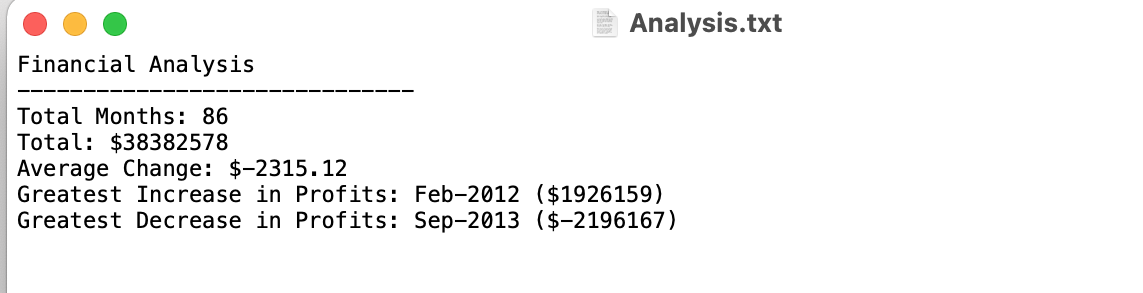 Analysis.txt
Financial Analysis
------------------------------
Total Months: 86
Total: $38382578
Average Change: $-2315.12
Greatest Increase in Profits: Feb-2012 ($1926159)
Greatest Decrease in Profits: Sep-2013 ($-2196167)